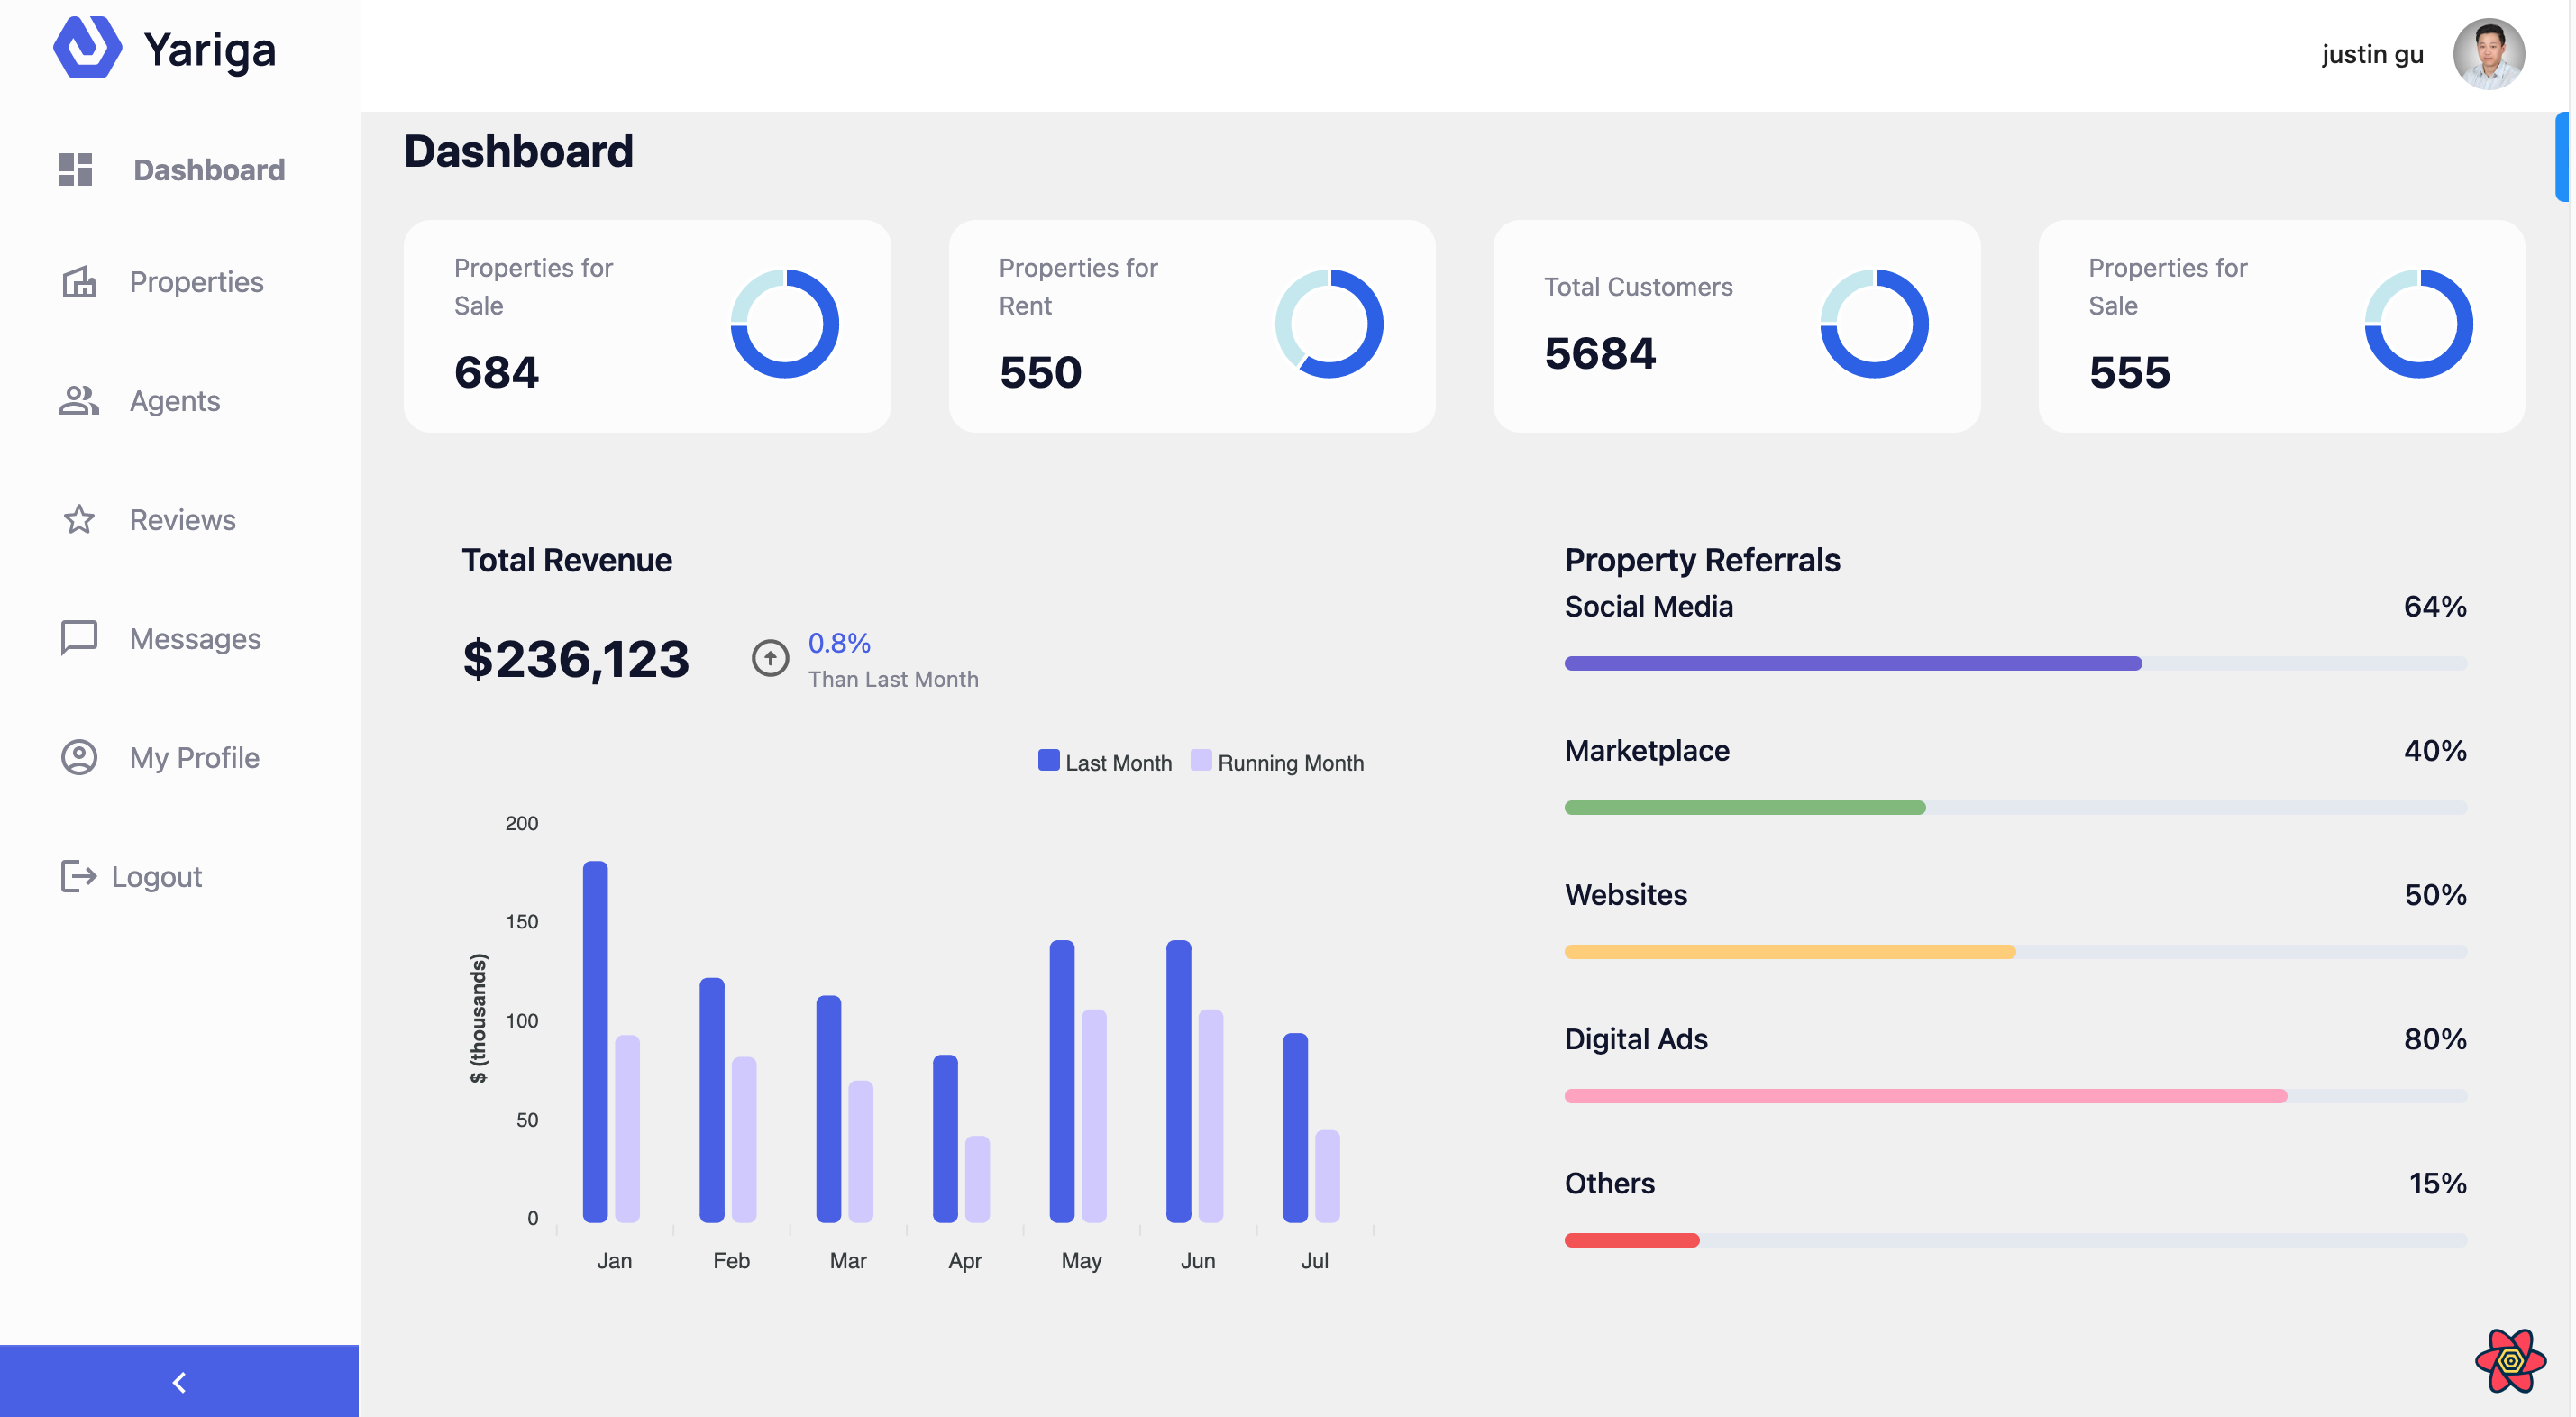 Yariga
justin gu
Dashboard
Properties
Agents
Reviews
Messages
My Profile
Logout
Dashboard
Properties for
Sale
684
Properties for
Rent
550
Total Customers
5684
Properties for
Sale
555
Total Revenue
$236,123
0.8%
Than Last Month
Last Month Running Month
200
150
100
50
0
$ (thousands)
Jan Feb Mar Apr May Jun Jul
Property Referrals
Social Media 64%
Marketplace 40%
Websites 50%
Digital Ads 80%
Others 15%